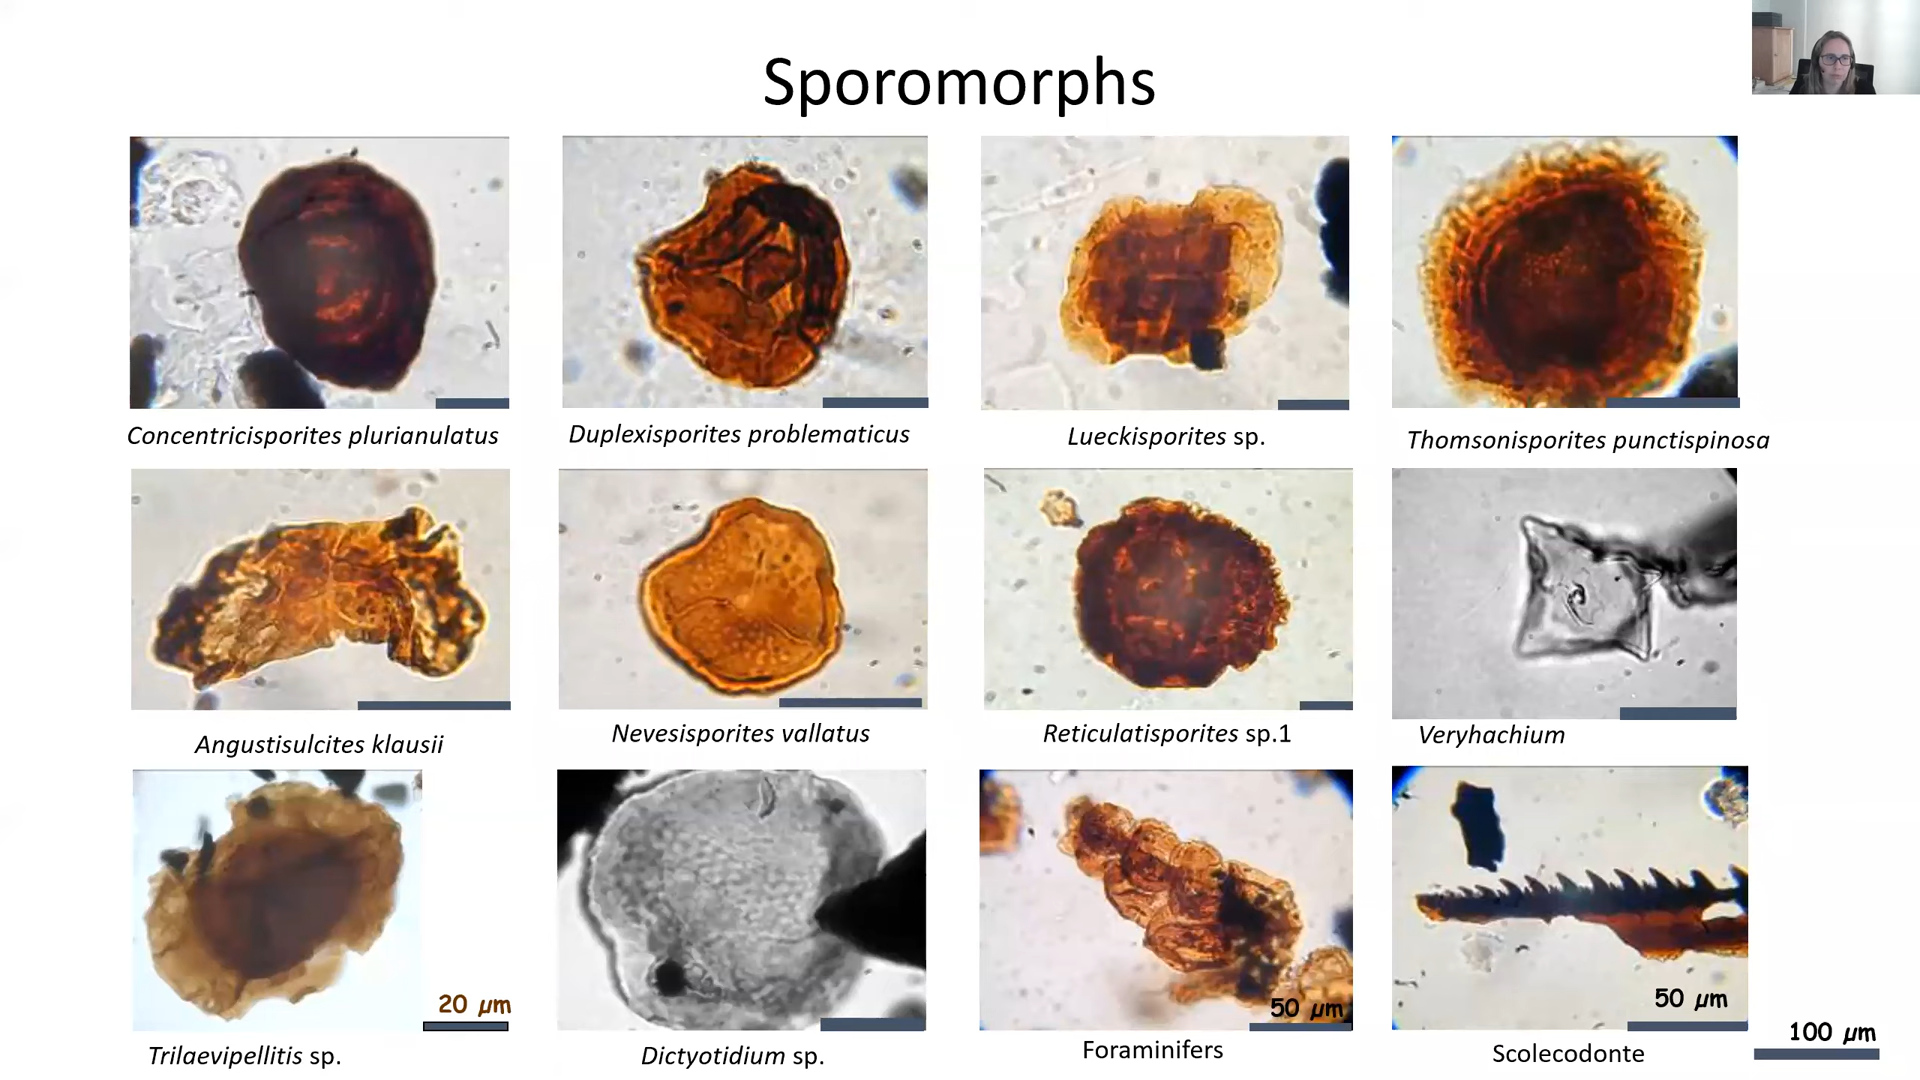 Sporomorphs
Concentricisporites plurianulatus
Duplexisporites problematicus
Lueckisporites sp.
Thomsonisporites punctispinosa
Angustisulcites klausii
Nevesisporites vallatus
Reticulatisporites sp.1
Veryhachium
20 µm
50 µm
50 µm
100 µm
Trilaevipellitis sp.
Dictyotidium sp.
Foraminifers
Scolecodonte